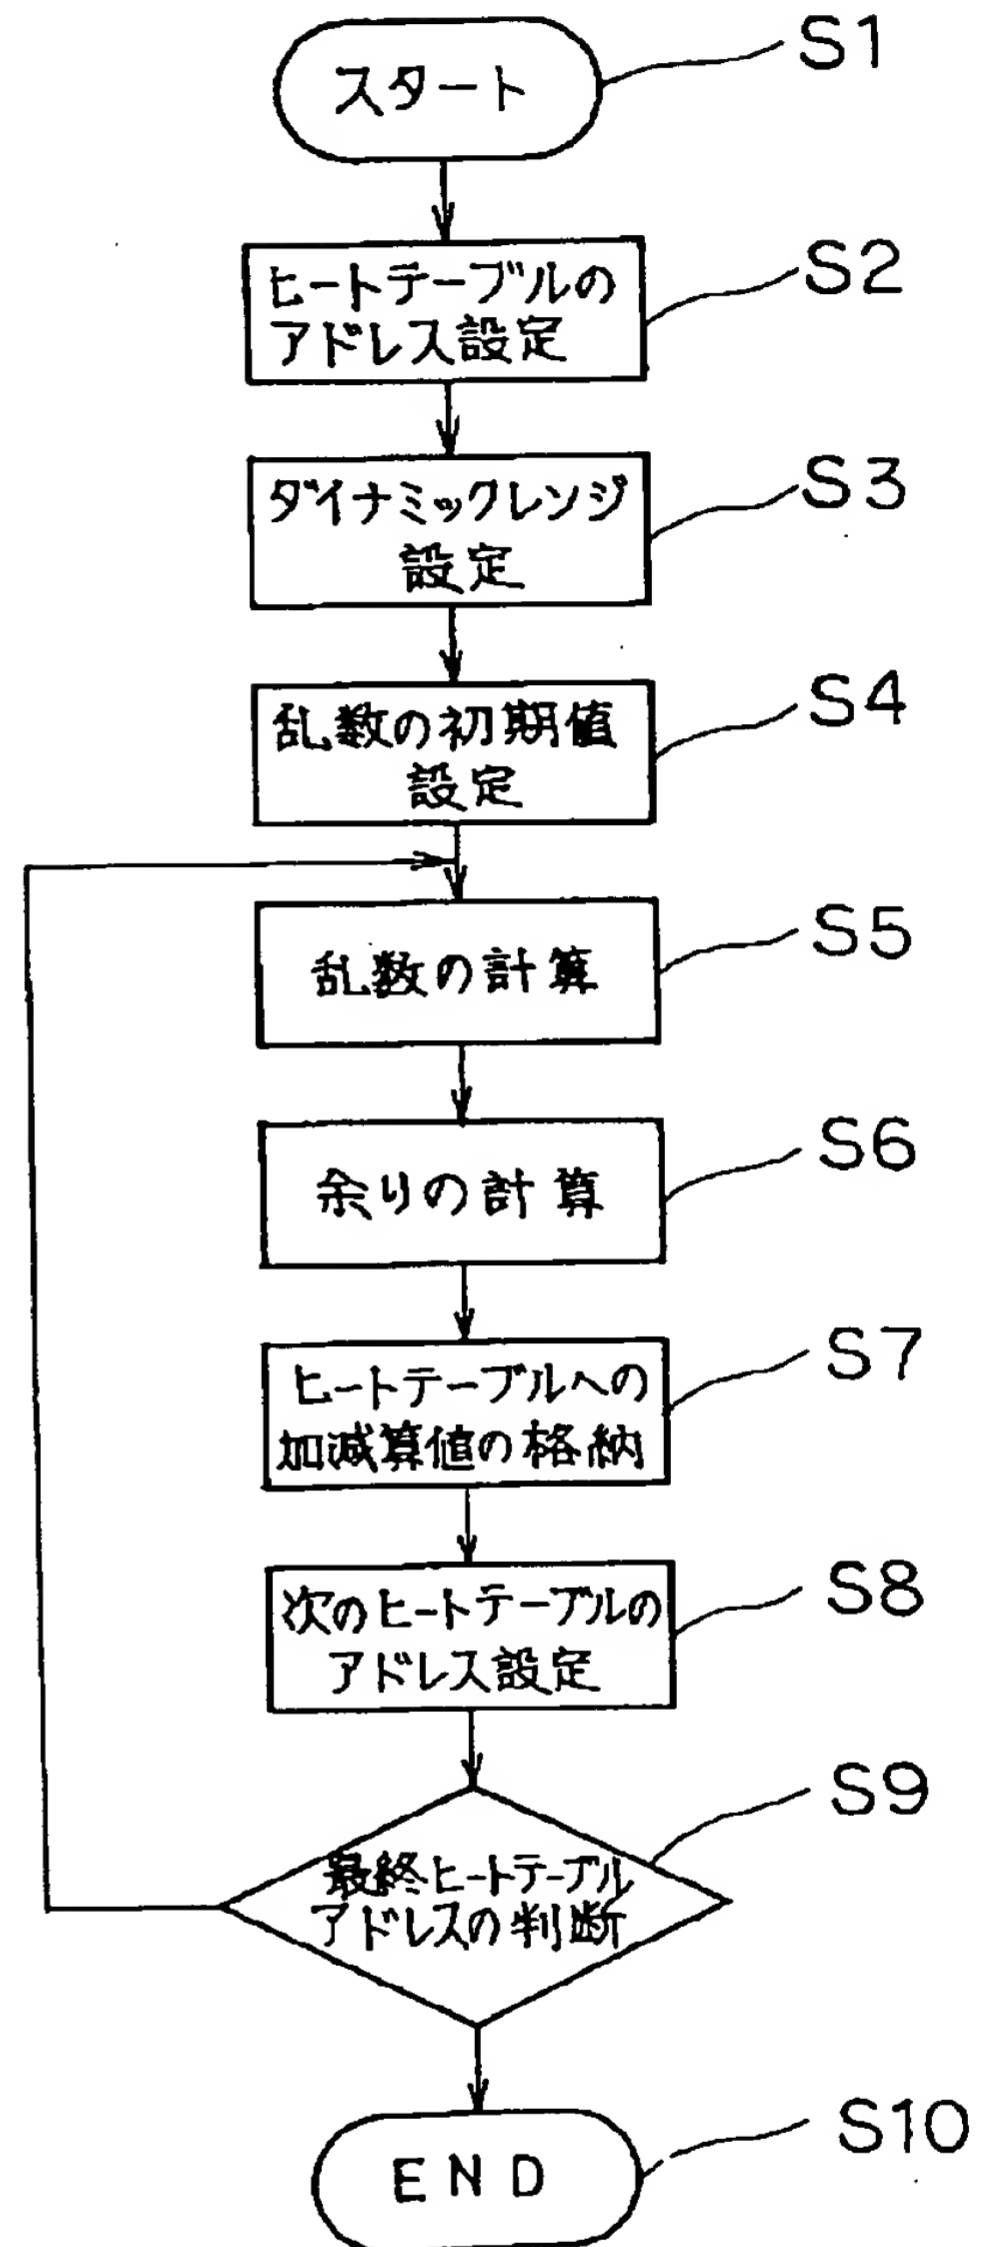 スタート
S1
ヒートテーブルの
アドレス設定
S2
ダイナミックレンジ
設定
S3
乱数の初期値
設定
S4
乱数の計算
S5
余りの計算
S6
ヒートテーブルへの
加減算値の格納
S7
次のヒートテーブルの
アドレス設定
S8
最終ヒートテーブル
アドレスの判断
S9
END
S10